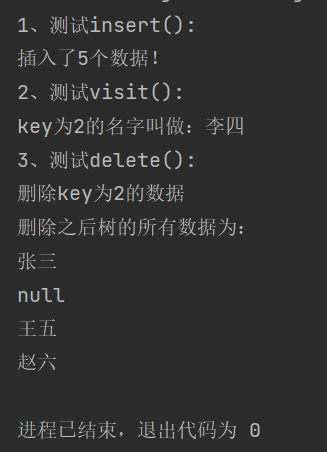 1、测试insert():
插入了5个数据!
2、测试visit():
key为2的名字叫做：李四
3、测试delete():
删除key为2的数据
删除之后树的所有数据为：
张三
null
王五
赵六
进程已结束，退出代码为 0